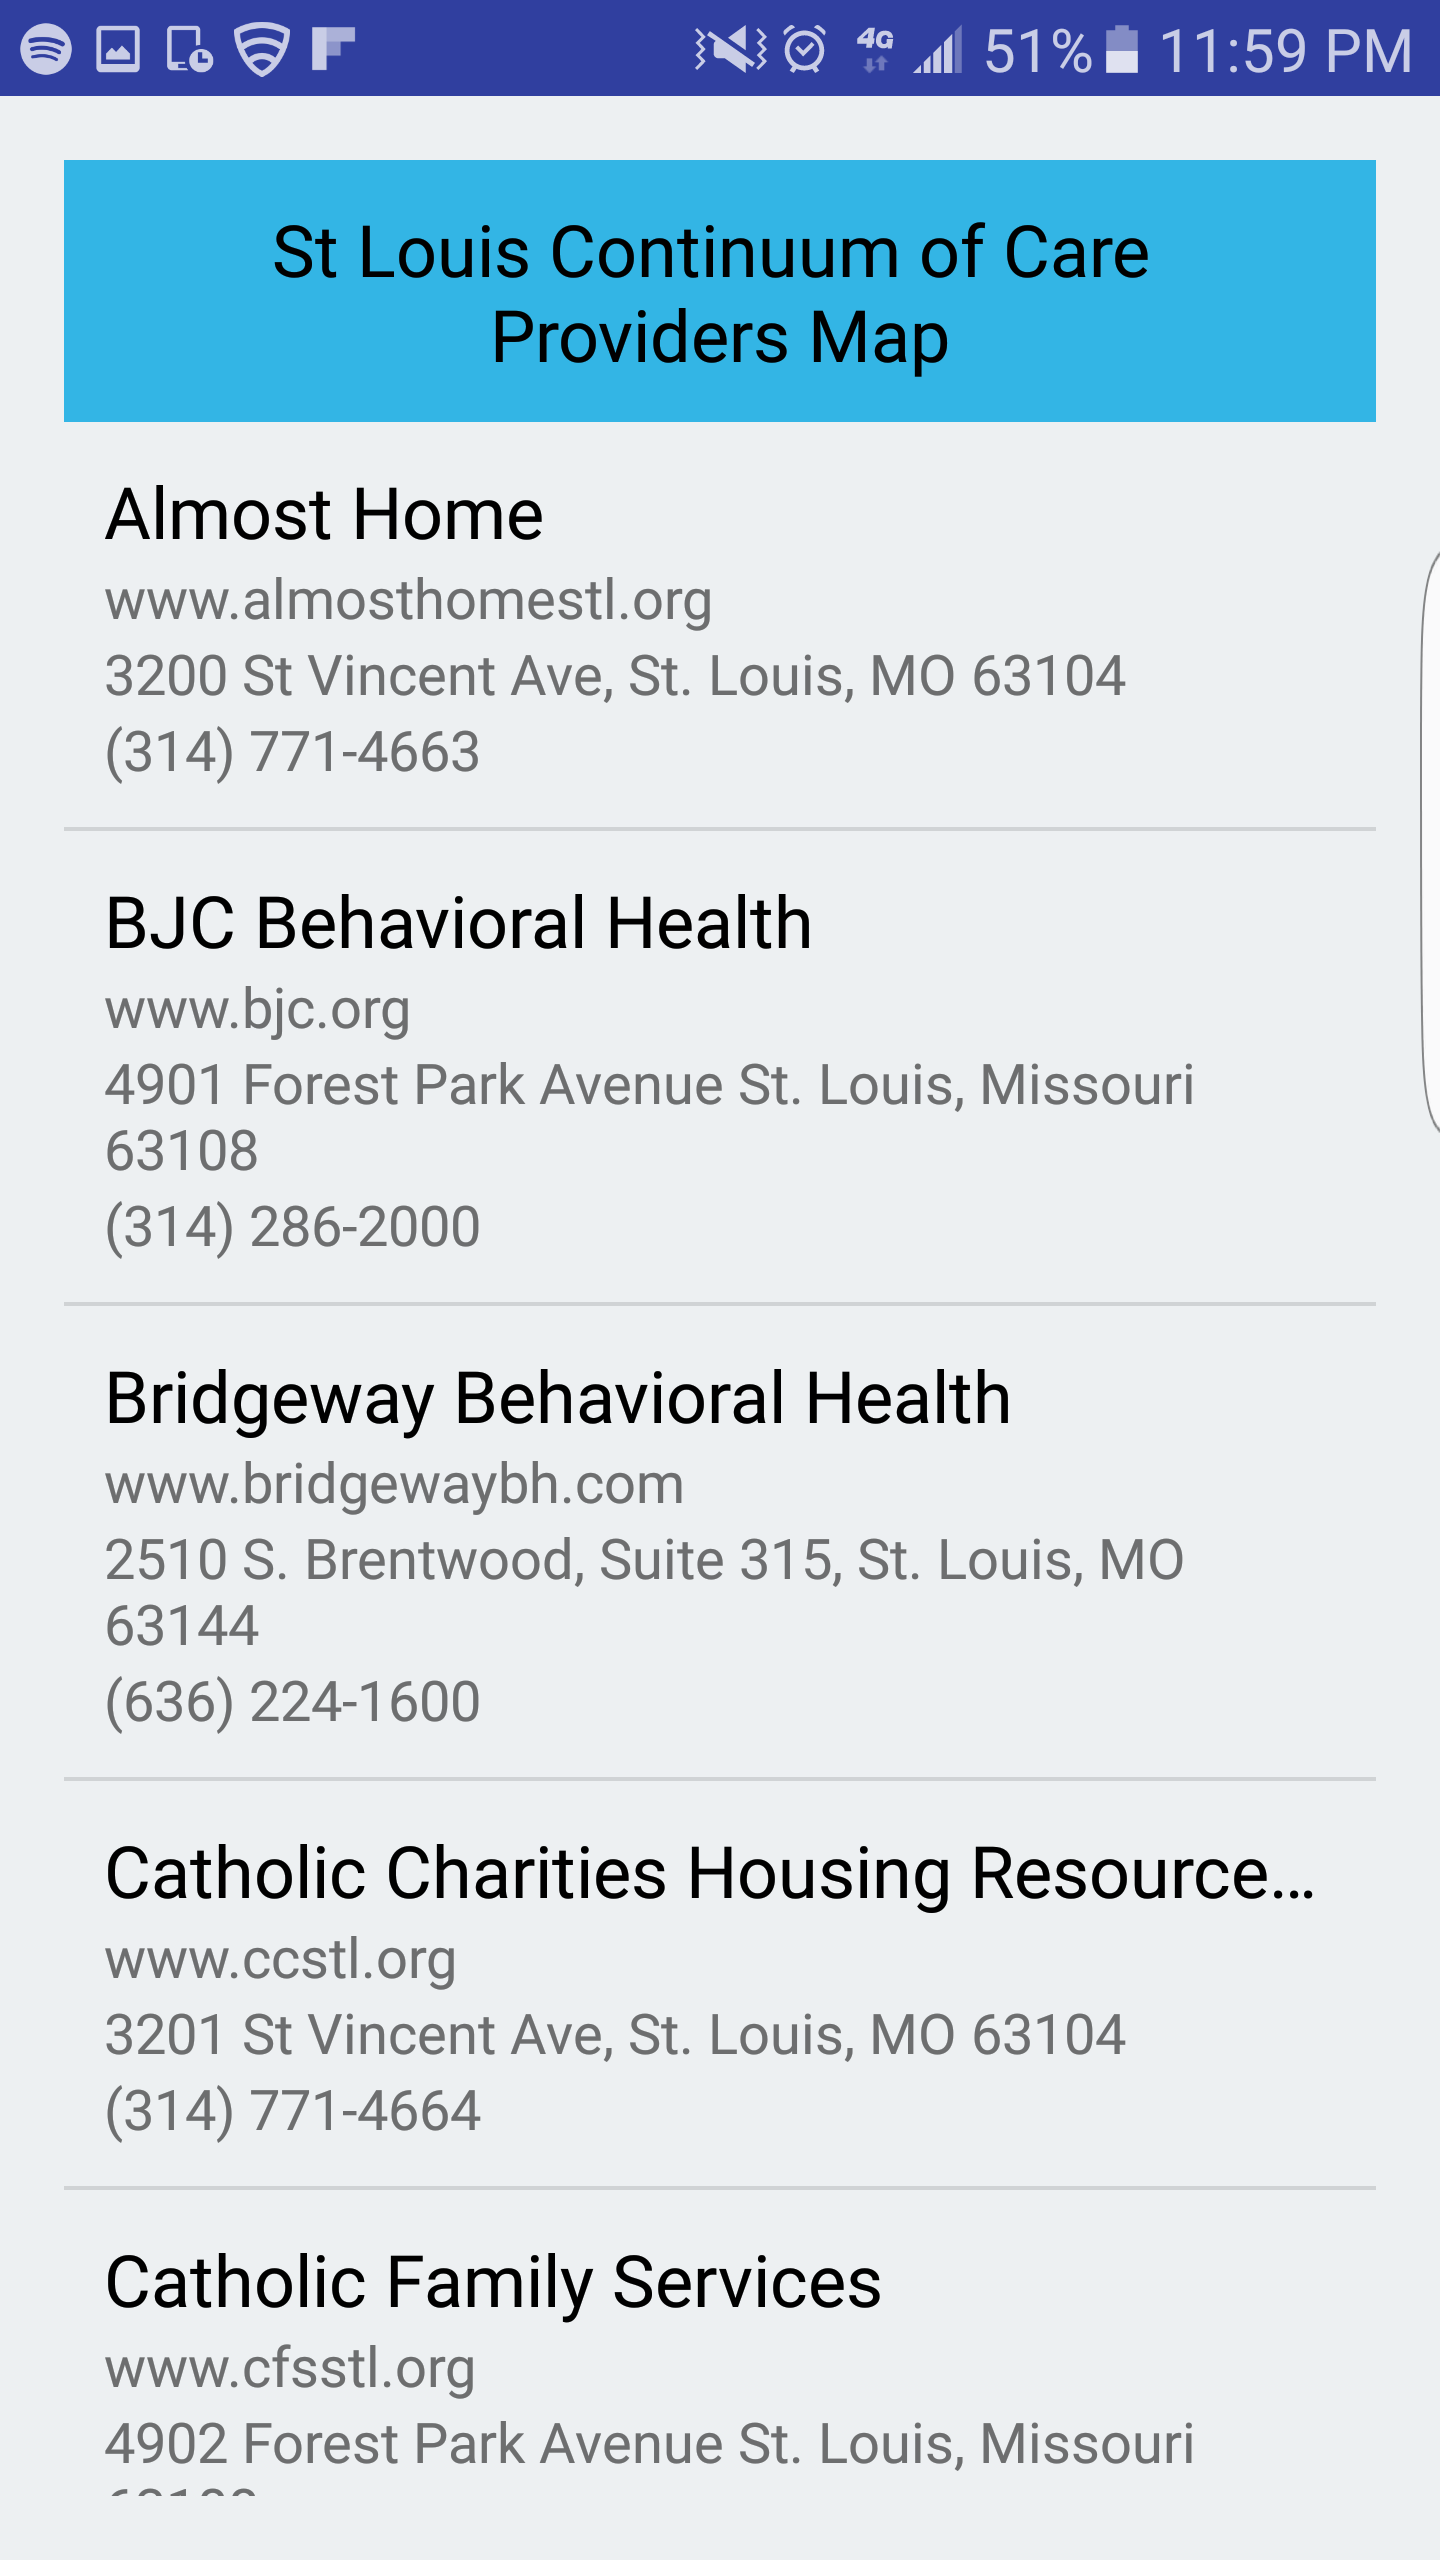 4G 51% 11:59 PM
St Louis Continuum of Care
Providers Map
Almost Home
www.almosthomestl.org
3200 St Vincent Ave, St. Louis, MO 63104
(314) 771-4663
BJC Behavioral Health
www.bjc.org
4901 Forest Park Avenue St. Louis, Missouri
63108
(314) 286-2000
Bridgeway Behavioral Health
www.bridgewaybh.com
2510 S. Brentwood, Suite 315, St. Louis, MO
63144
(636) 224-1600
Catholic Charities Housing Resource...
www.ccstl.org
3201 St Vincent Ave, St. Louis, MO 63104
(314) 771-4664
Catholic Family Services
www.cfsstl.org
4902 Forest Park Avenue St. Louis, Missouri